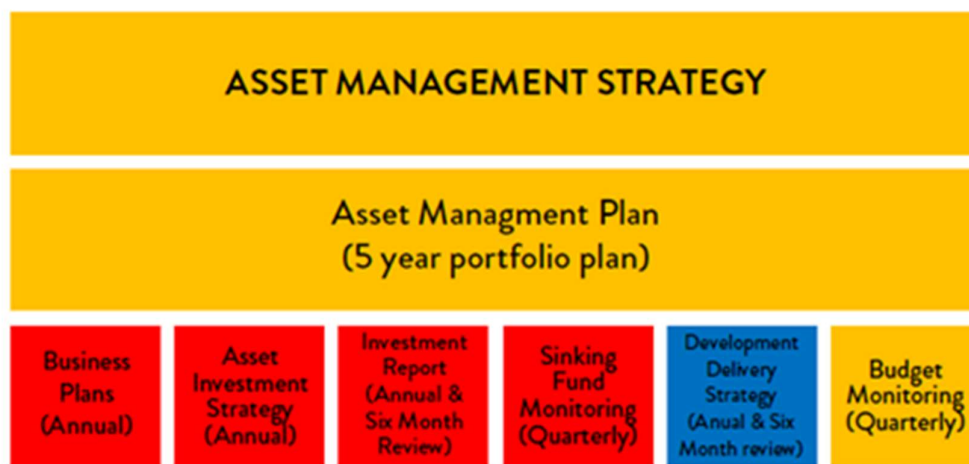 ASSET MANAGEMENT STRATEGY
Asset Managment Plan
(5 year portfolio plan)
Business
Plans
(Annual)
Asset
Investment
Strategy
(Annual)
Investment
Report
(Annual &
Six Month
Review)
Sinking
Fund
Monitoring
(Quarterly)
Development
Delivery
Strategy
(Anual & Six
Month review)
Budget
Monitoring
(Quarterly)